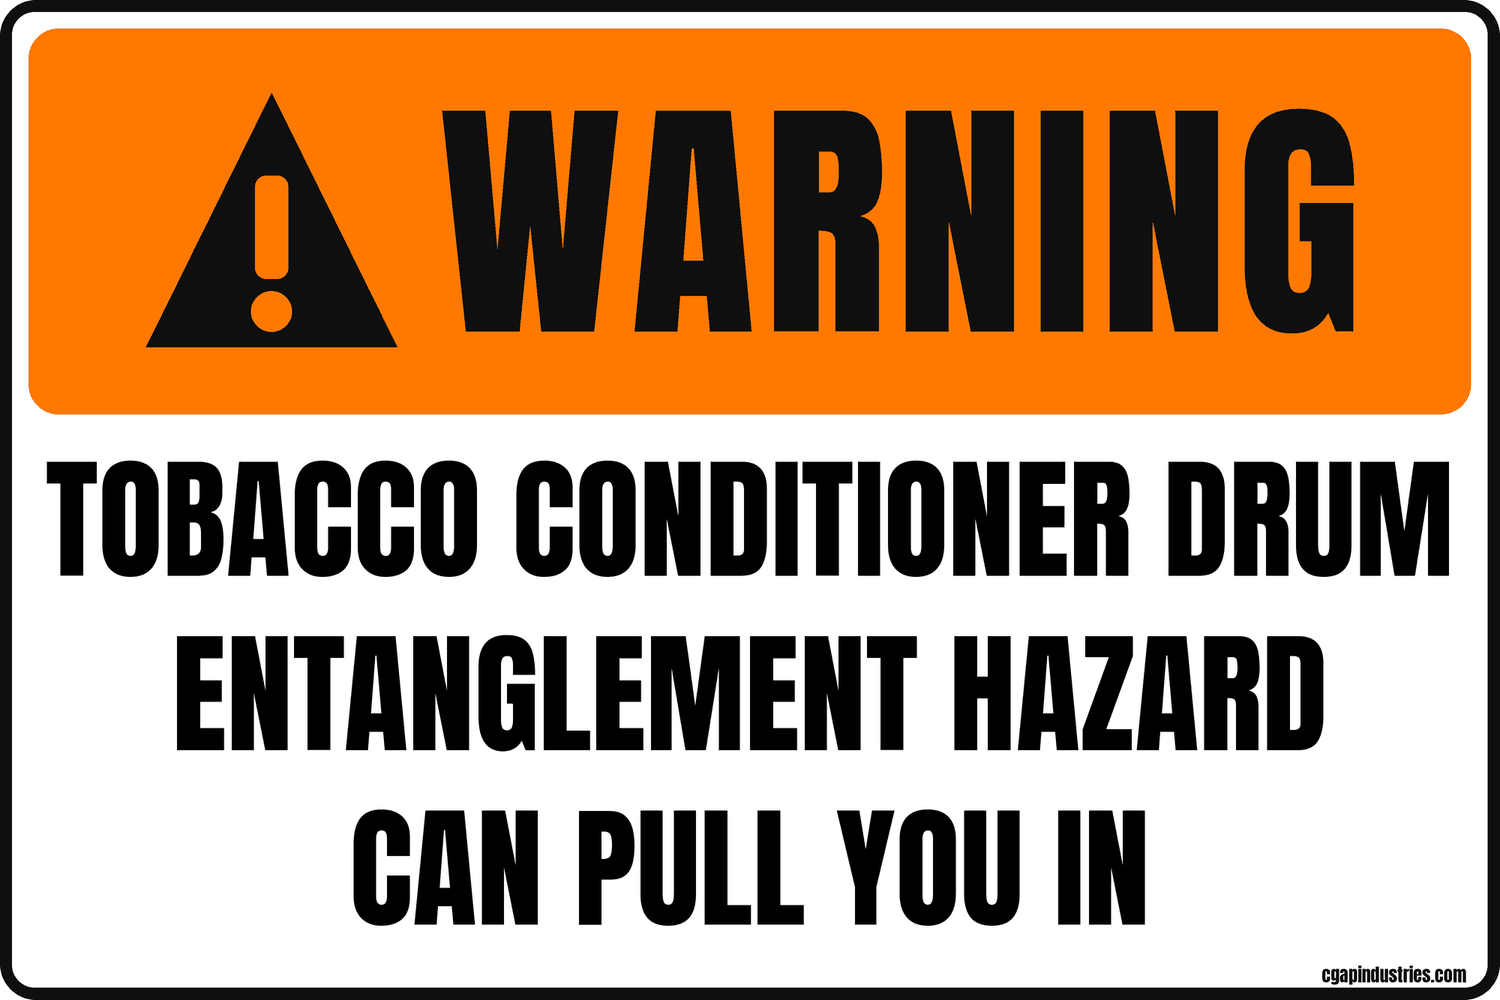 WARNING
TOBACCO CONDITIONER DRUM
ENTANGLEMENT HAZARD
CAN PULL YOU IN
cgapindustries.com